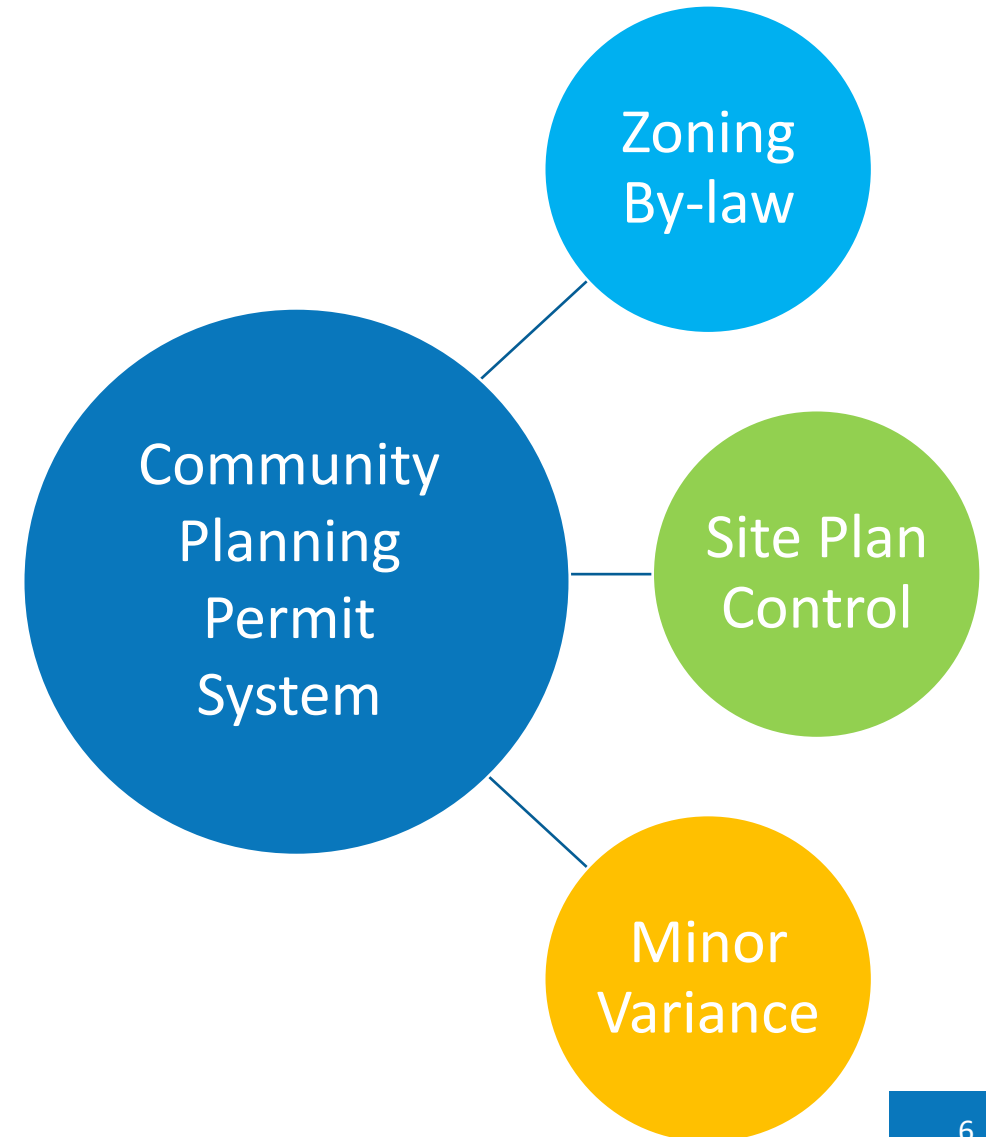 Zoning
By-law
Community
Planning
Permit
System
Site Plan
Control
Minor
Variance
6